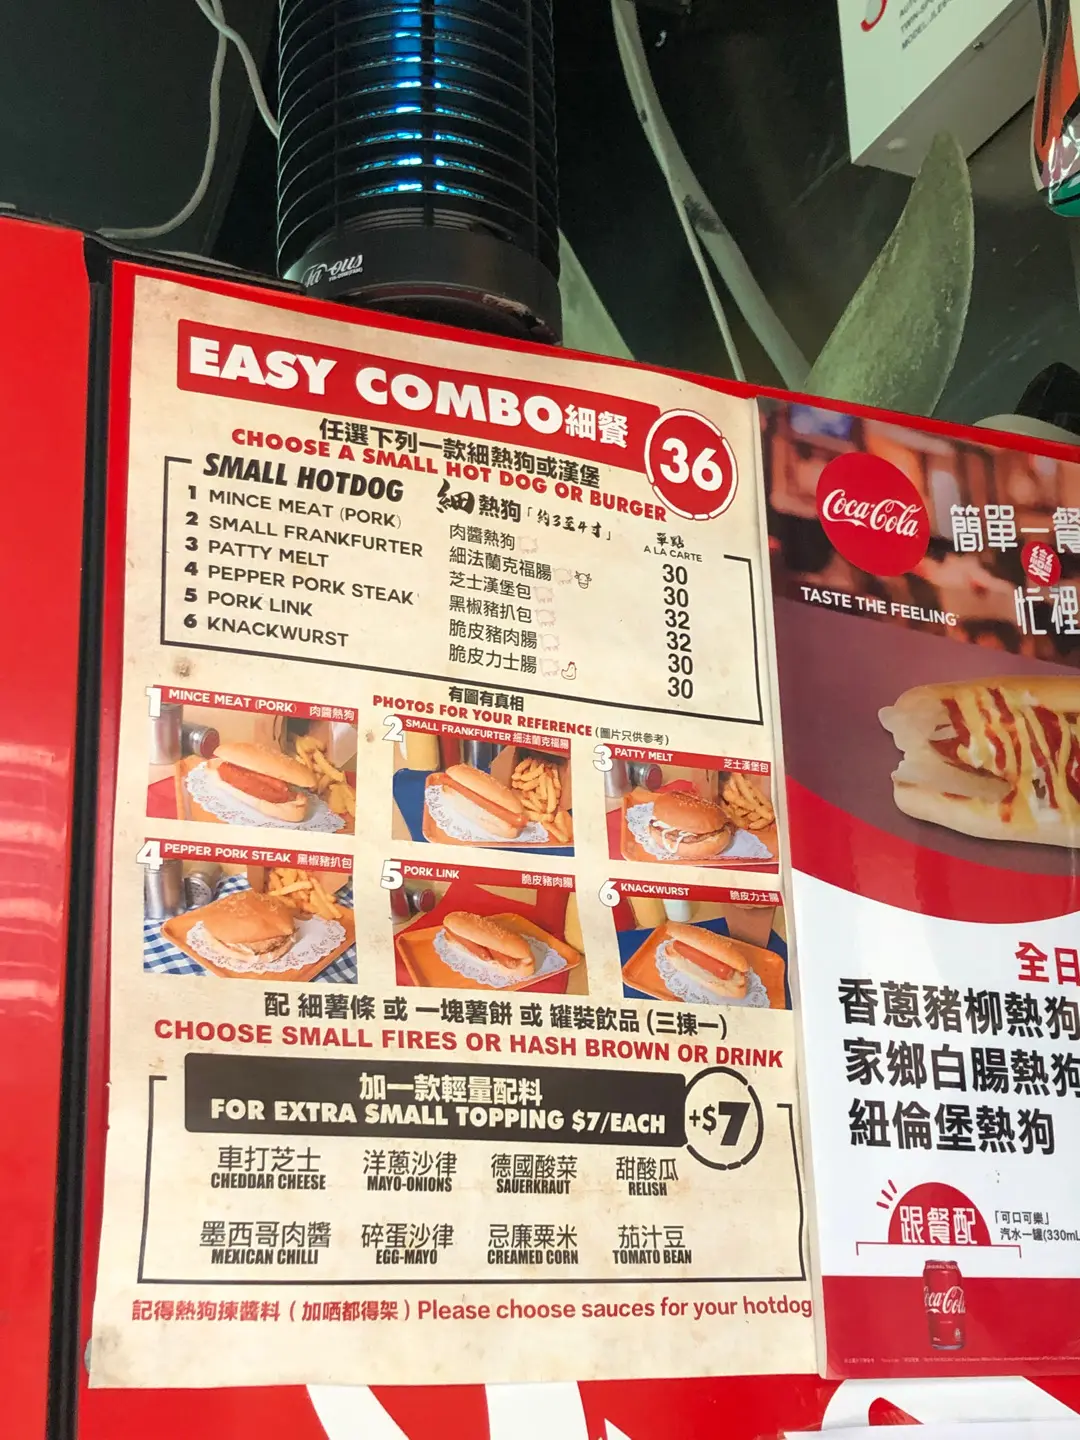 EASY COMBO細餐
36
任選下列一款細熱狗或漢堡
CHOOSE A SMALL HOT DOG OR BURGER
SMALL HOTDOG
細熱狗「約3至4寸」
單點
A LA CARTE
1 MINCE MEAT (PORK) 肉醬熱狗 30
2 SMALL FRANKFURTER 細法蘭克福腸 30
3 PATTY MELT 芝士漢堡包 32
4 PEPPER PORK STEAK 黑椒豬扒包 32
5 PORK LINK 脆皮豬肉腸 30
6 KNACKWURST 脆皮力士腸 30
有圖有真相
PHOTOS FOR YOUR REFERENCE (圖片只供參考)
1 MINCE MEAT (PORK) 肉醬熱狗
2 SMALL FRANKFURTER 細法蘭克福腸
3 PATTY MELT 芝士漢堡包
4 PEPPER PORK STEAK 黑椒豬扒包
5 PORK LINK 脆皮豬肉腸
6 KNACKWURST 脆皮力士腸
配 細薯條 或 一塊薯餅 或 罐裝飲品 (三揀一)
CHOOSE SMALL FIRES OR HASH BROWN OR DRINK
加一款輕量配料
FOR EXTRA SMALL TOPPING $7/EACH
+$7
車打芝士 洋蔥沙律 德國酸菜 甜酸瓜
CHEDDAR CHEESE MAYO-ONIONS SAUERKRAUT RELISH
墨西哥肉醬 碎蛋沙律 忌廉粟米 茄汁豆
MEXICAN CHILLI EGG-MAYO CREAMED CORN TOMATO BEAN
記得熱狗揀醬料 ( 加哂都得架 ) Please choose sauces for your hotdog
Coca-Cola
TASTE THE FEELING
簡單一餐
變
忙裡
全日
香蔥豬柳熱狗
家鄉白腸熱狗
紐倫堡熱狗
跟餐配
「可口可樂」
汽水一罐(330mL